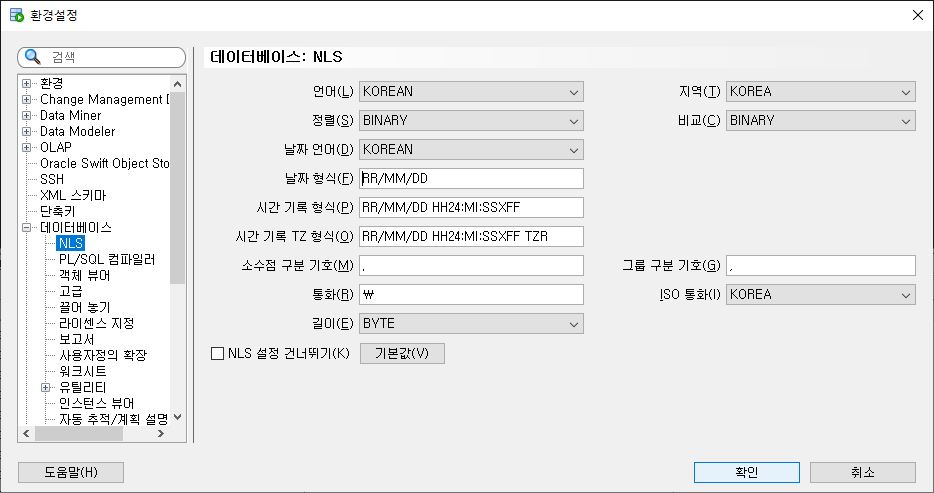 환경설정
검색
환경
Change Management D
Data Miner
Data Modeler
OLAP
Oracle Swift Object Sto
SSH
XML 스키마
단축키
데이터베이스
NLS
PL/SQL 컴파일러
객체 뷰어
고급
끌어 놓기
라이센스 지정
보고서
사용자정의 확장
워크시트
유틸리티
인스턴스 뷰어
자동 추적/계획 설명
데이터베이스: NLS
언어(L) KOREAN 지역(T) KOREA
정렬(S) BINARY 비교(C) BINARY
날짜 언어(D) KOREAN
날짜 형식(F) RR/MM/DD
시간 기록 형식(P) RR/MM/DD HH24:MI:SSXFF
시간 기록 TZ 형식(O) RR/MM/DD HH24:MI:SSXFF TZR
소수점 구분 기호(M) . 그룹 구분 기호(G) ,
통화(R) ₩ ISO 통화(I) KOREA
길이(E) BYTE
NLS 설정 건너뛰기(K) 기본값(V)
도움말(H) 확인 취소